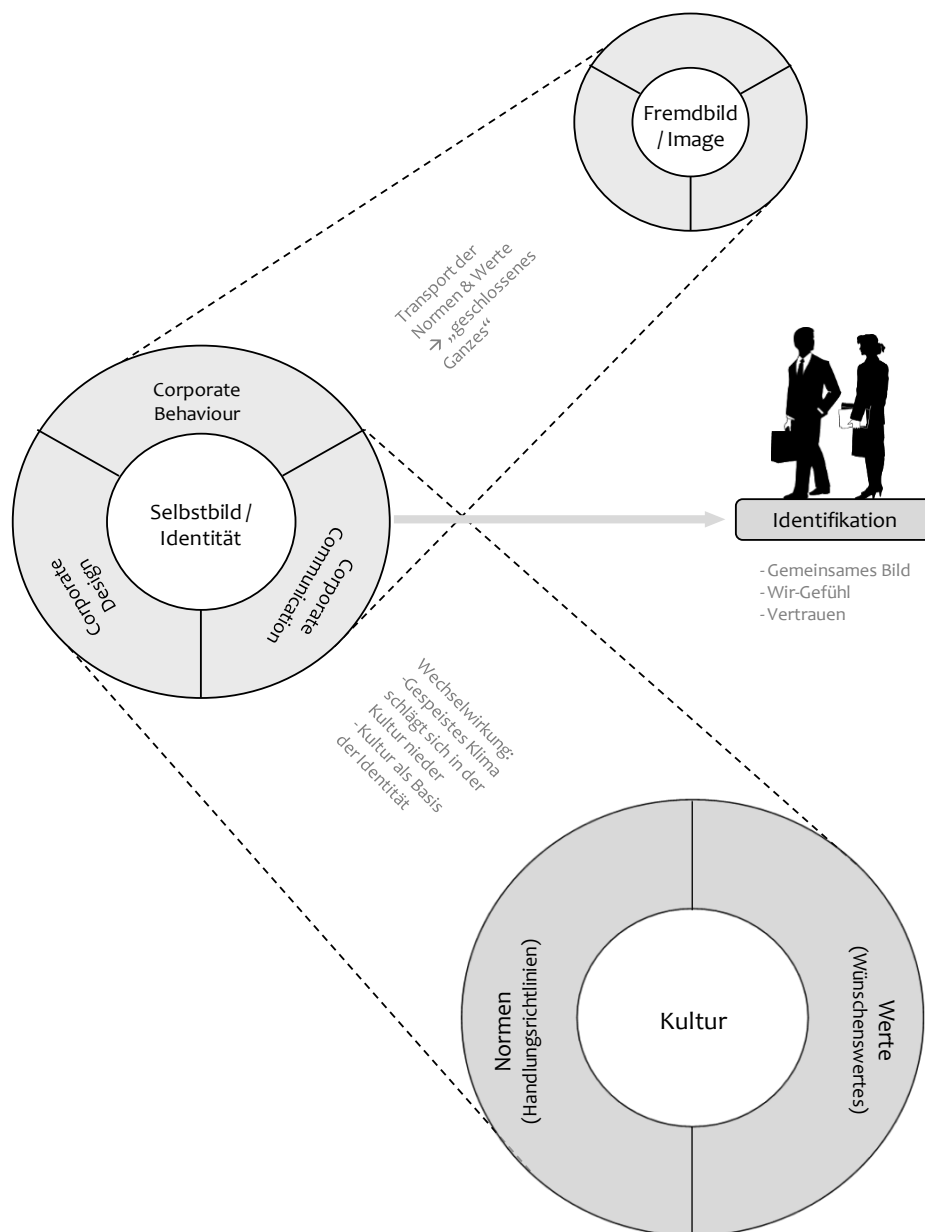 Fremdbild
/ Image
Transport der
Normen & Werte
→ „geschlossenes
Ganzes“
Corporate
Behaviour
Selbstbild /
Identität
Corporate
Design
Corporate
Communication
Identifikation
- Gemeinsames Bild
- Wir-Gefühl
- Vertrauen
Wechselwirkung:
- Gespeistes Klima
schlägt sich in der
Kultur nieder
- Kultur als Basis
der Identität
Normen
(Handlungsrichtlinien)
Kultur
Werte
(Wünschenswertes)